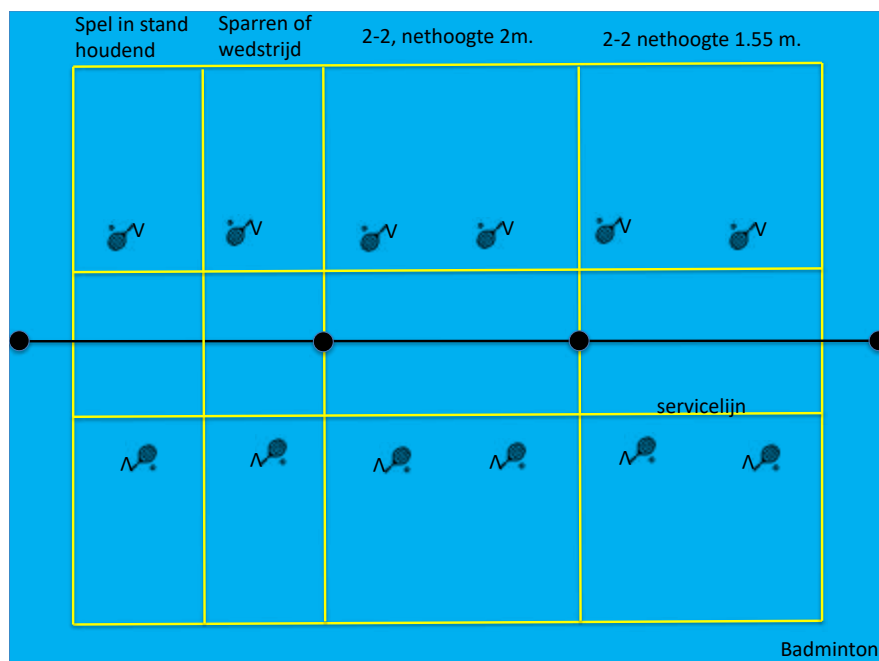 Spel in stand
houdend
Sparren of
wedstrijd
2-2, nethoogte 2m.
2-2 nethoogte 1.55 m.
V V V V V V
servicelijn
Λ Λ Λ Λ Λ Λ
Badminton